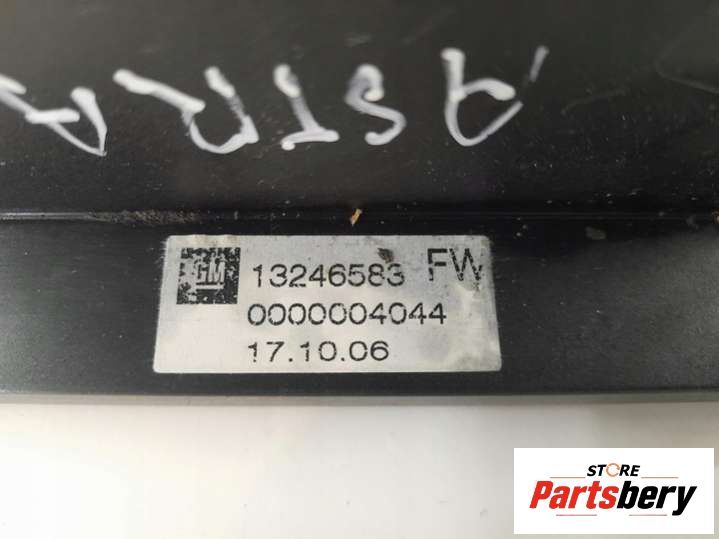 ASTRA
GM 13246583 FW
0000004044
17.10.06
STORE
Partsbery